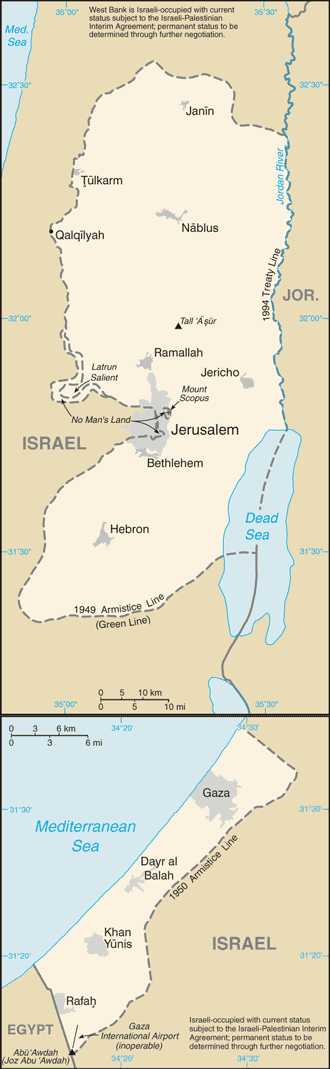 35°00'
35°30'
West Bank is Israeli-occupied with current
status subject to the Israeli-Palestinian
Interim Agreement; permanent status to be
determined through further negotiation.
Med.
Sea
32°30'
32°30'
Janīn
Ţūlkarm
Jordan River
Nāblus
Qalqīlyah
1994 Treaty Line
JOR.
32°00'
32°00'
Tall 'Āşūr
Ramallah
Latrun
Salient
Jericho
Mount
Scopus
No Man's Land
ISRAEL
Jerusalem
Bethlehem
Dead
Sea
Hebron
31°30'
31°30'
1949 Armistice Line
(Green Line)
0 5 10 km
0 5 10 mi
35°00'
35°30'
34°20'
34°30'
0 3 6 km
0 3 6 mi
Gaza
31°30'
31°30'
Mediterranean
Sea
1950 Armistice Line
Dayr al
Balah
Khan
Yūnis
ISRAEL
31°20'
31°20'
Rafaḩ
EGYPT
Gaza
International Airport
(inoperable)
Israeli-occupied with current status
subject to the Israeli-Palestinian Interim
Agreement; permanent status to be
determined through further negotiation.
Abū 'Awdah
(Joz Abu 'Awdah)
34°20'
34°30'